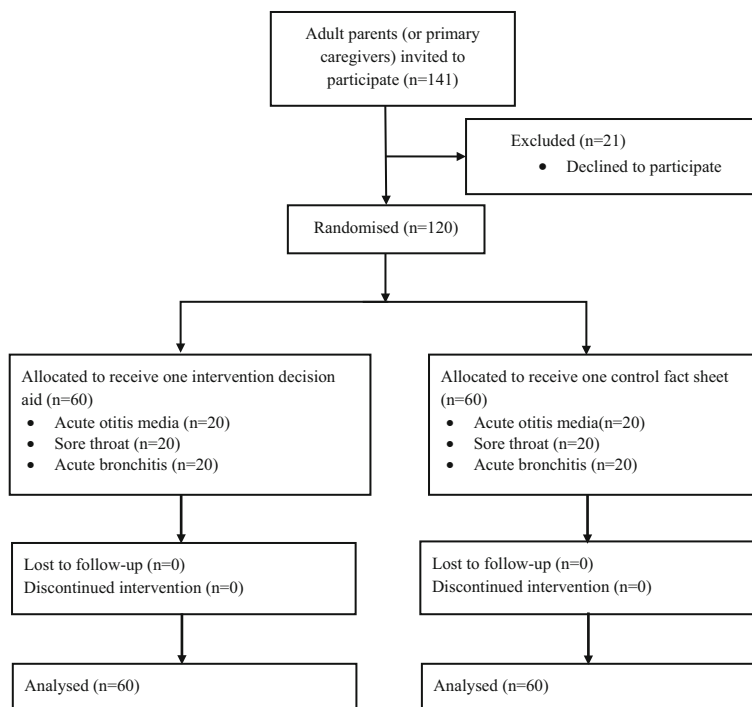 Adult parents (or primary
caregivers) invited to
participate (n=141)
Excluded (n=21)
• Declined to participate
Randomised (n=120)
Allocated to receive one intervention decision
aid (n=60)
• Acute otitis media (n=20)
• Sore throat (n=20)
• Acute bronchitis (n=20)
Allocated to receive one control fact sheet
(n=60)
• Acute otitis media(n=20)
• Sore throat (n=20)
• Acute bronchitis (n=20)
Lost to follow-up (n=0)
Discontinued intervention (n=0)
Lost to follow-up (n=0)
Discontinued intervention (n=0)
Analysed (n=60)
Analysed (n=60)